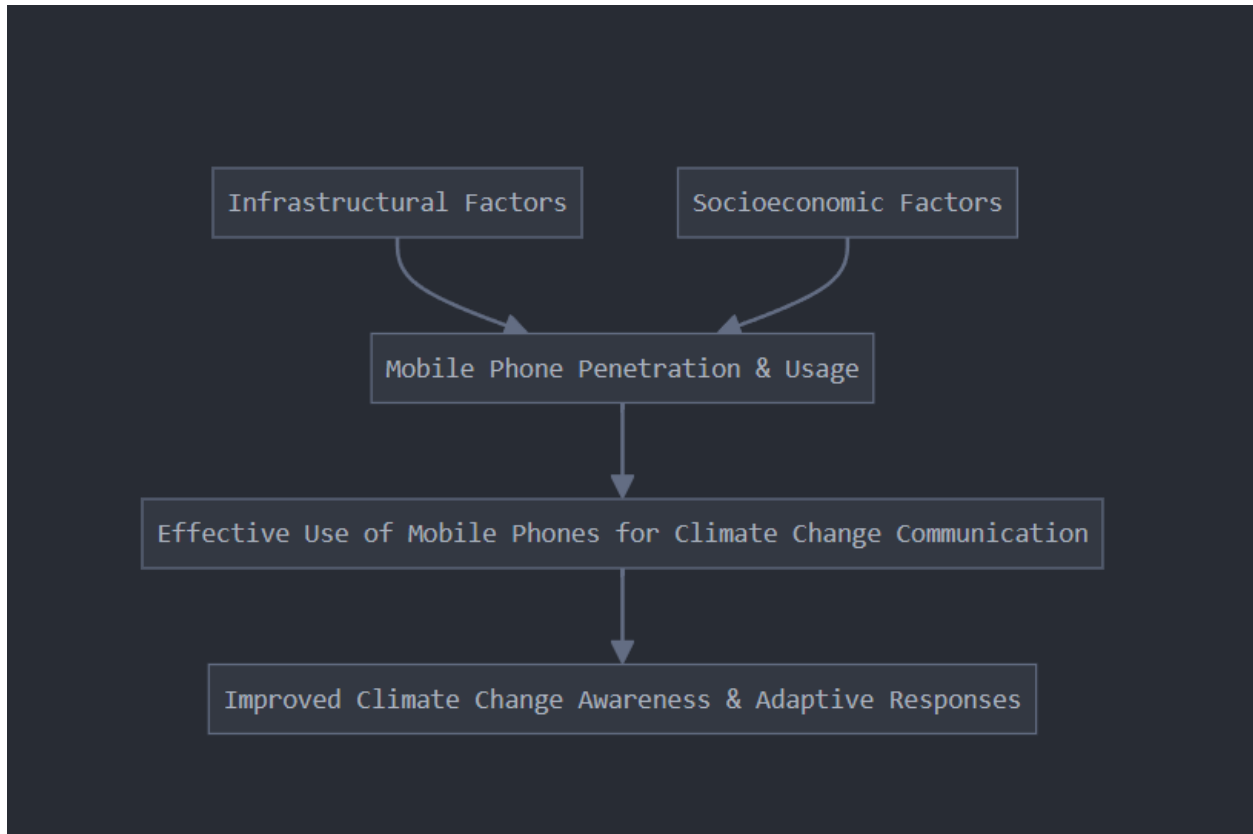 Infrastructural Factors
Socioeconomic Factors
Mobile Phone Penetration & Usage
Effective Use of Mobile Phones for Climate Change Communication
Improved Climate Change Awareness & Adaptive Responses